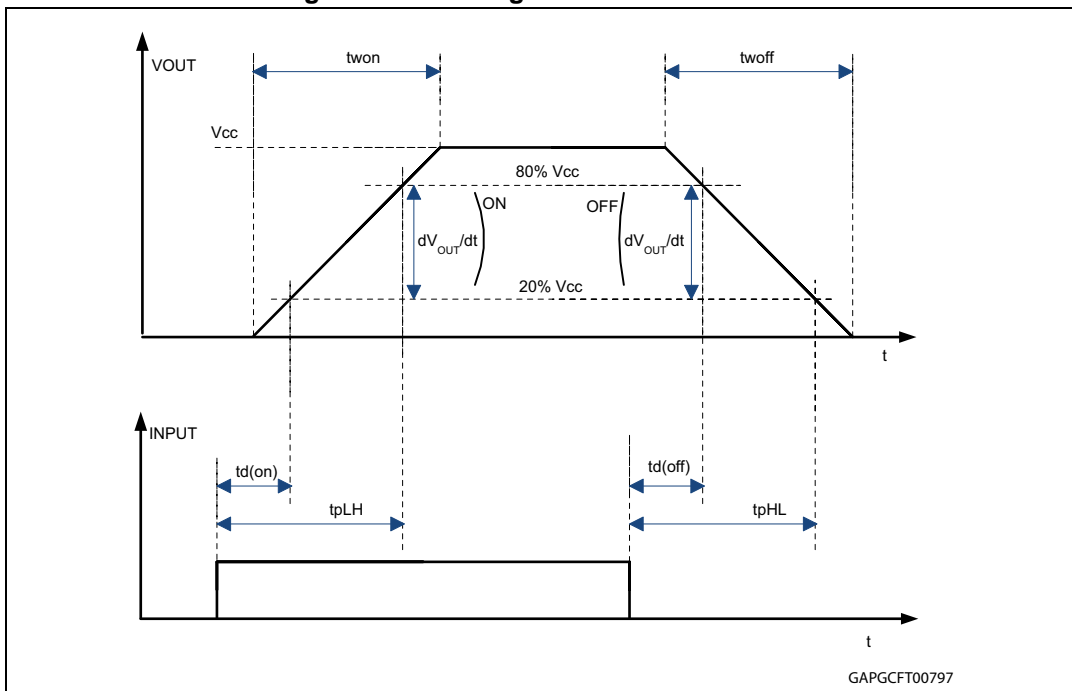 VOUT
twon
twoff
Vcc
80% Vcc
ON
OFF
dVOUT/dt
dVOUT/dt
20% Vcc
t
INPUT
td(on)
td(off)
tpLH
tpHL
t
GAPGCFT00797